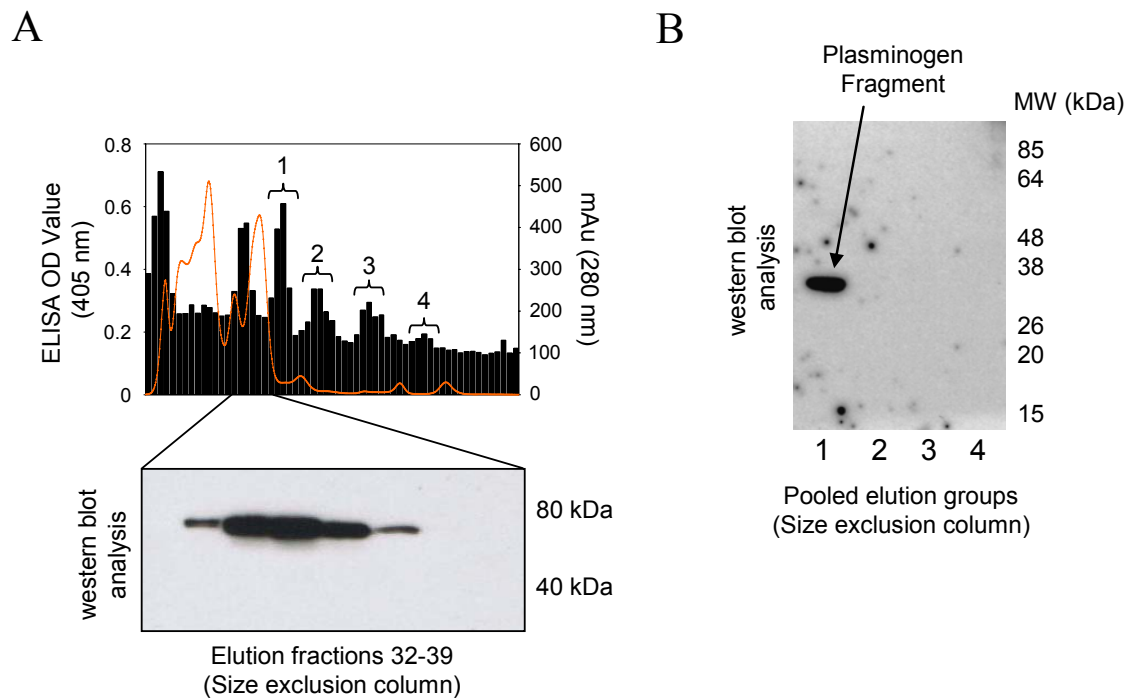 A
ELISA OD Value
(405 nm)
0.8
0.6
0.4
0.2
0
1
2
3
4
600
500
400
300
200
100
0
mAu (280 nm)
western blot
analysis
80 kDa
40 kDa
Elution fractions 32-39
(Size exclusion column)
B
Plasminogen
Fragment
MW (kDa)
western blot
analysis
85
64
48
38
26
20
15
1 2 3 4
Pooled elution groups
(Size exclusion column)